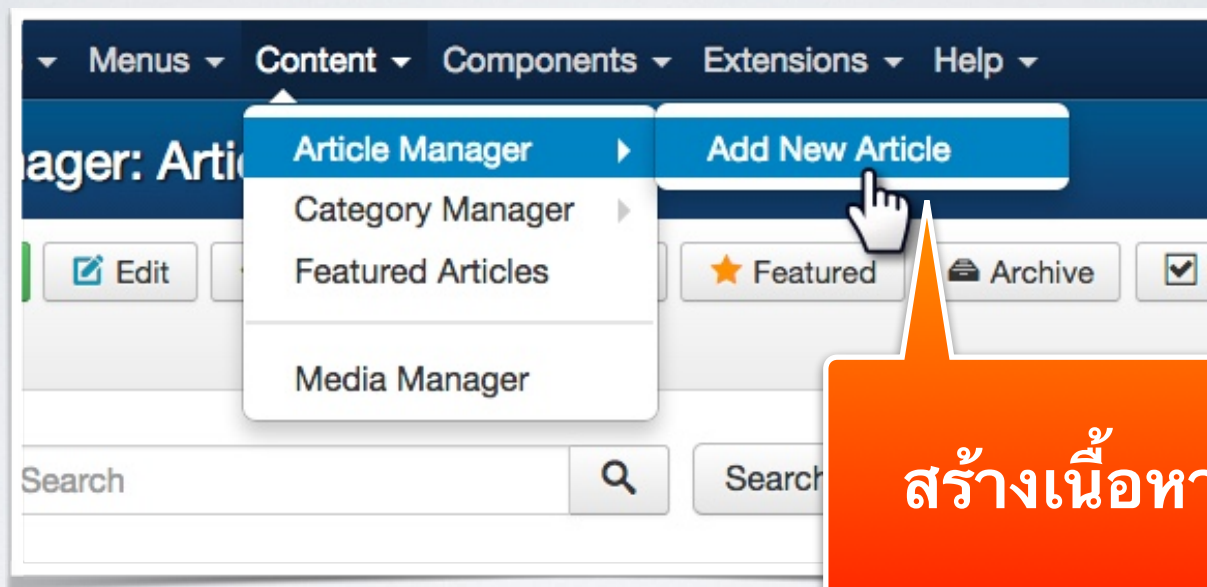 Menus Content Components Extensions Help
ager: Arti
Article Manager
Add New Article
Category Manager
Featured Articles
Media Manager
Edit
Featured
Archive
Search
Search
สร้างเนื้อหา